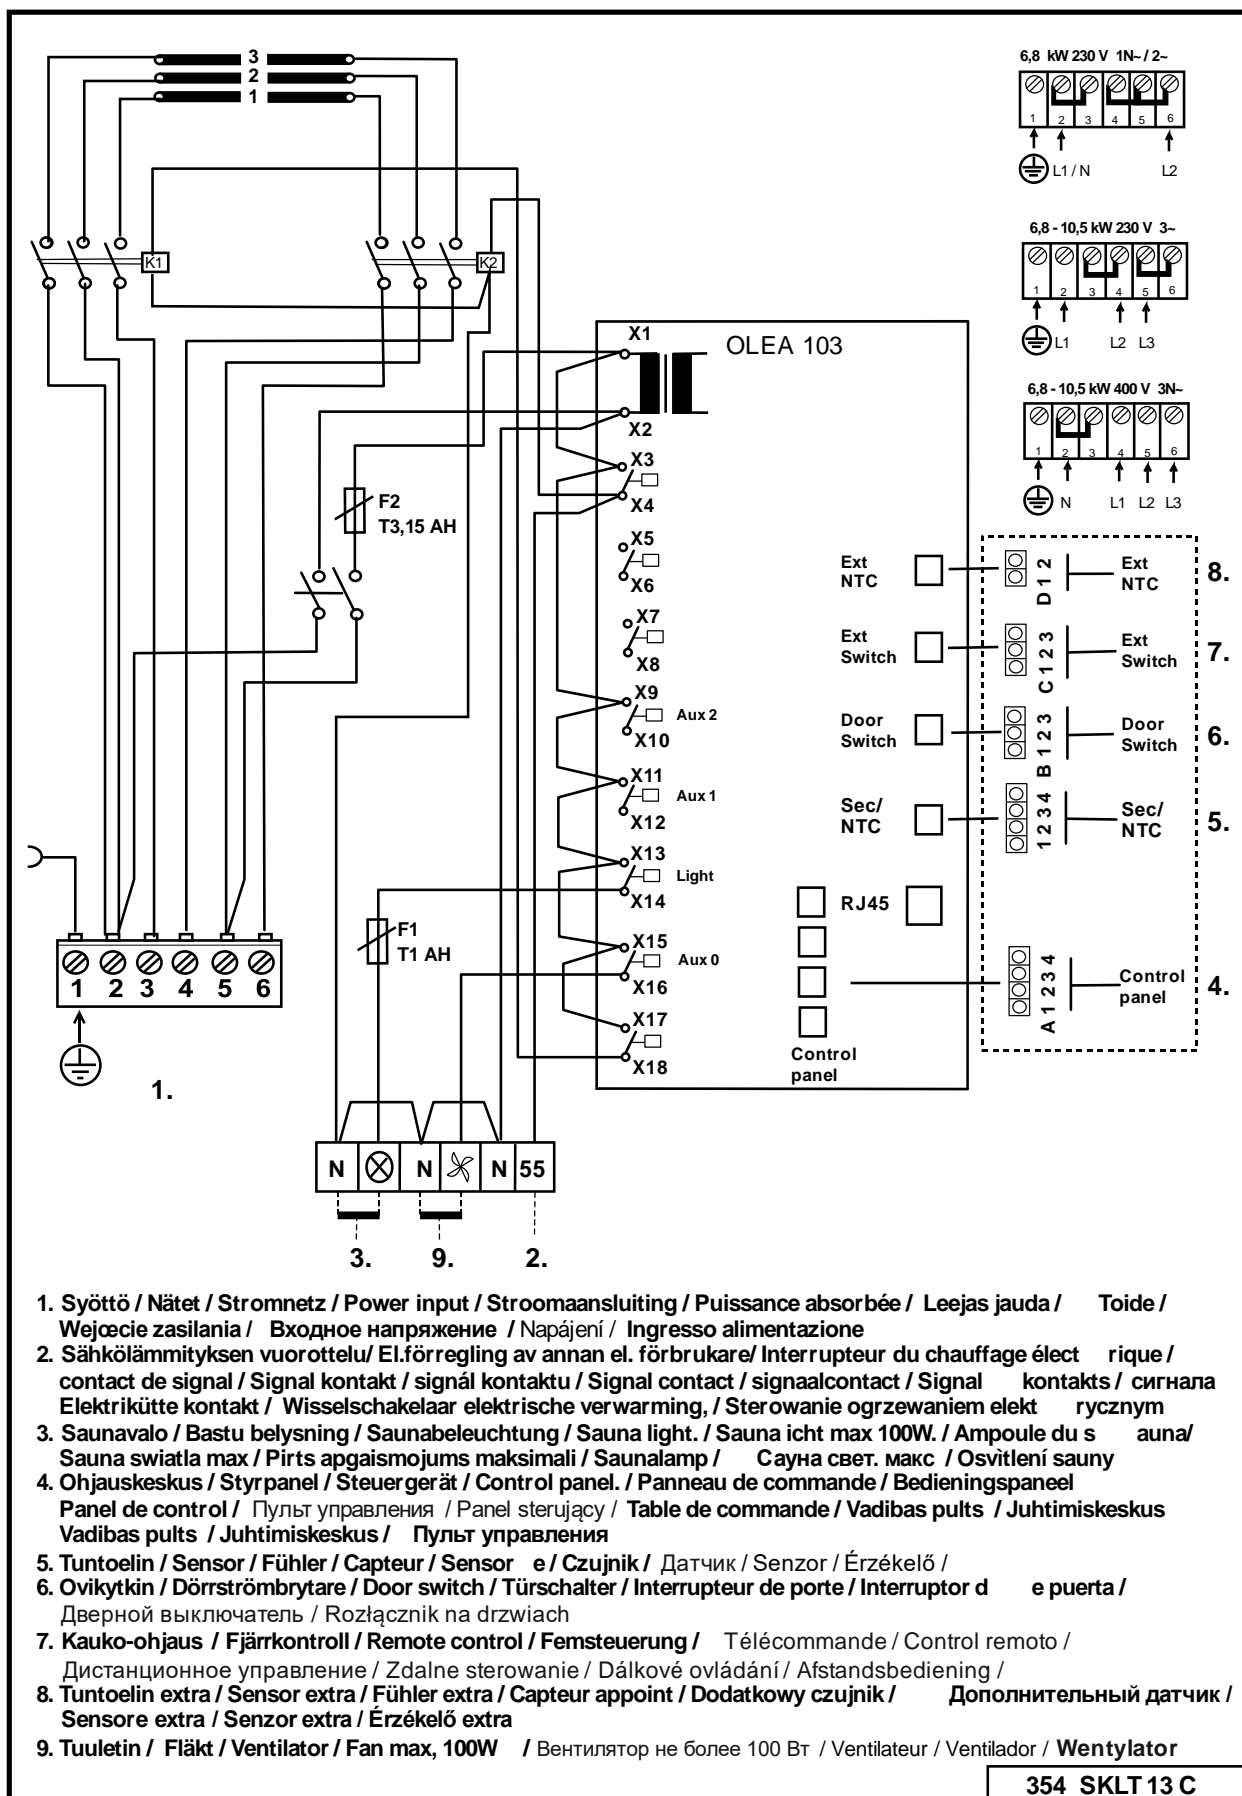 3
2
1
K1
K2
6,8 kW 230 V 1N~ / 2~
1 2 3 4 5 6
L1 / N L2
6,8 - 10,5 kW 230 V 3~
1 2 3 4 5 6
L1 L2 L3
6,8 - 10,5 kW 400 V 3N~
1 2 3 4 5 6
N L1 L2 L3
OLEA 103
X1
X2
X3
X4
X5
X6
X7
X8
X9
Aux 2
X10
X11
Aux 1
X12
X13
Light
X14
X15
Aux 0
X16
X17
X18
F2
T3,15 AH
F1
T1 AH
Ext
NTC
Ext
Switch
Door
Switch
Sec/
NTC
RJ45
Control
panel
D 1 2
Ext
NTC
8.
C 1 2 3
Ext
Switch
7.
B 1 2 3
Door
Switch
6.
1 2 3 4
Sec/
NTC
5.
A 1 2 3 4
Control
panel
4.
1 2 3 4 5 6
1.
N N N 55
3. 9. 2.
1. Syöttö / Nätet / Stromnetz / Power input / Stroomaansluiting / Puissance absorbée / Leejas jauda / Toide /
Wejœcie zasilania / Входное напряжение / Napájení / Ingresso alimentazione
2. Sähkölämmityksen vuorottelu/ El.förregling av annan el. förbrukare/ Interrupteur du chauffage élect rique /
contact de signal / Signal kontakt / signál kontaktu / Signal contact / signaalcontact / Signal kontakts / сигнала
Elektrikütte kontakt / Wisselschakelaar elektrische verwarming, / Sterowanie ogrzewaniem elekt rycznym
3. Saunavalo / Bastu belysning / Saunabeleuchtung / Sauna light. / Sauna icht max 100W. / Ampoule du s auna/
Sauna swiatla max / Pirts apgaismojums maksimali / Saunalamp / Сауна свет. макс / Osvìtlení sauny
4. Ohjauskeskus / Styrpanel / Steuergerät / Control panel. / Panneau de commande / Bedieningspaneel
Panel de control / Пульт управления / Panel sterujący / Table de commande / Vadibas pults / Juhtimiskeskus
Vadibas pults / Juhtimiskeskus / Пульт управления
5. Tuntoelin / Sensor / Fühler / Capteur / Sensor e / Czujnik / Датчик / Senzor / Érzékelő /
6. Ovikytkin / Dörrströmbrytare / Door switch / Türschalter / Interrupteur de porte / Interruptor d e puerta /
Дверной выключатель / Rozłącznik na drzwiach
7. Kauko-ohjaus / Fjärrkontroll / Remote control / Femsteuerung / Télécommande / Control remoto /
Дистанционное управление / Zdalne sterowanie / Dálkové ovládání / Afstandsbediening /
8. Tuntoelin extra / Sensor extra / Fühler extra / Capteur appoint / Dodatkowy czujnik / Дополнительный датчик /
Sensore extra / Senzor extra / Érzékelő extra
9. Tuuletin / Fläkt / Ventilator / Fan max, 100W / Вентилятор не более 100 Вт / Ventilateur / Ventilador / Wentylator
354 SKLT 13 C